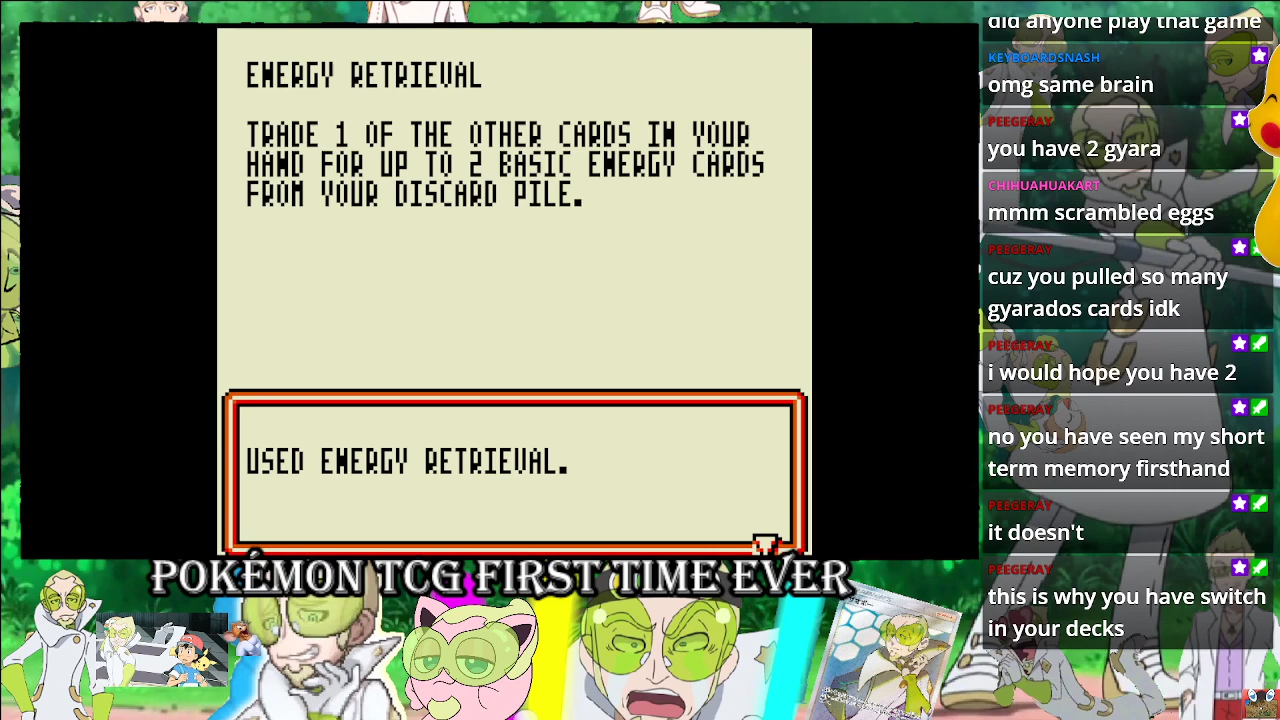 ENERGY RETRIEVAL
TRADE 1 OF THE OTHER CARDS IN YOUR
HAND FOR UP TO 2 BASIC ENERGY CARDS
FROM YOUR DISCARD PILE.
USED ENERGY RETRIEVAL.
POKÉMON TCG FIRST TIME EVER
did anyone play that game
KEYBOARDSNASH
omg same brain
PEEGERAY
you have 2 gyara
CHIHUAHUAKART
mmm scrambled eggs
PEEGERAY
cuz you pulled so many
gyarados cards idk
PEEGERAY
i would hope you have 2
PEEGERAY
no you have seen my short
term memory firsthand
PEEGERAY
it doesn't
PEEGERAY
this is why you have switch
in your decks